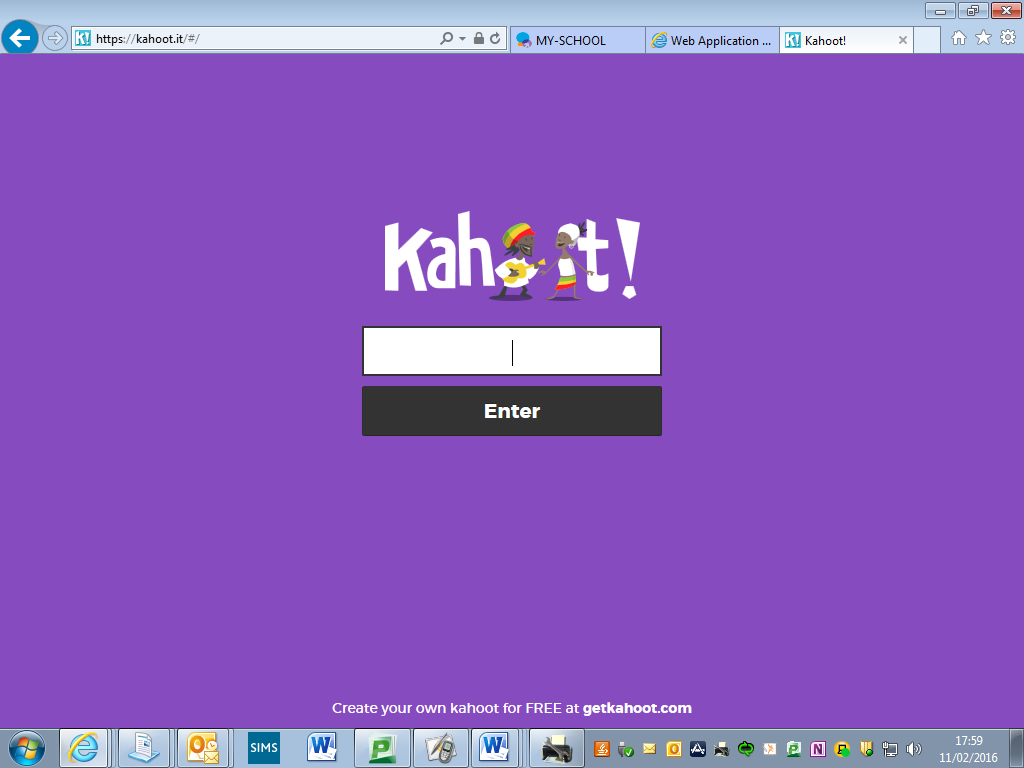 https://kahoot.it/#/
MY-SCHOOL
Web Application ...
Kahoot!
Kahoot!
Enter
Create your own kahoot for FREE at getkahoot.com
SIMS
17:59
11/02/2016